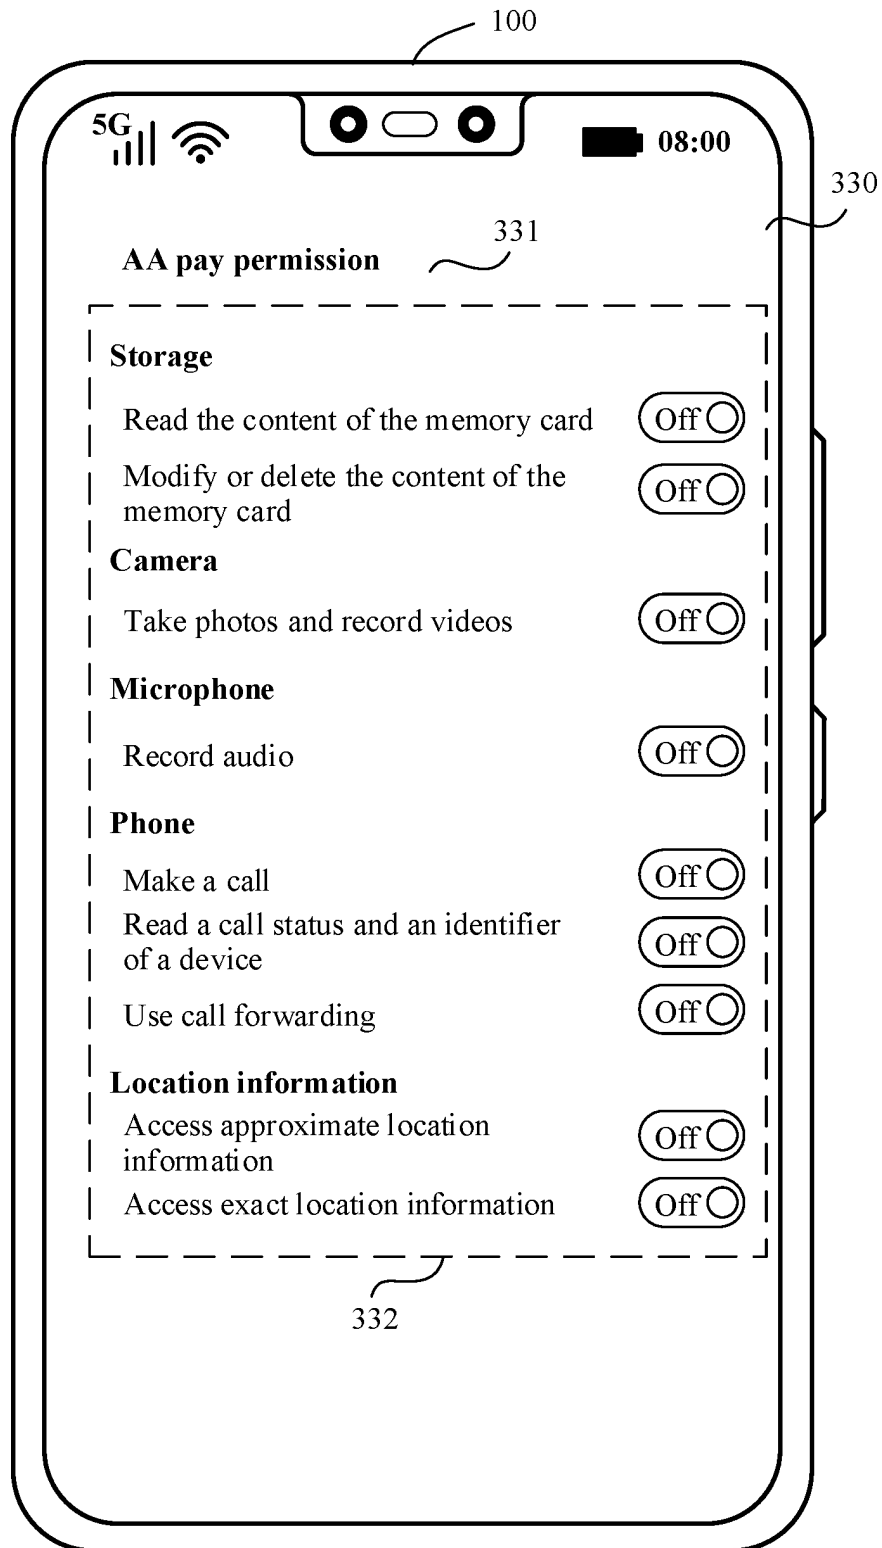 100
5G
08:00
330
331
AA pay permission
Storage
Read the content of the memory card Off
Modify or delete the content of the
memory card Off
Camera
Take photos and record videos Off
Microphone
Record audio Off
Phone
Make a call Off
Read a call status and an identifier
of a device Off
Use call forwarding Off
Location information
Access approximate location
information Off
Access exact location information Off
332